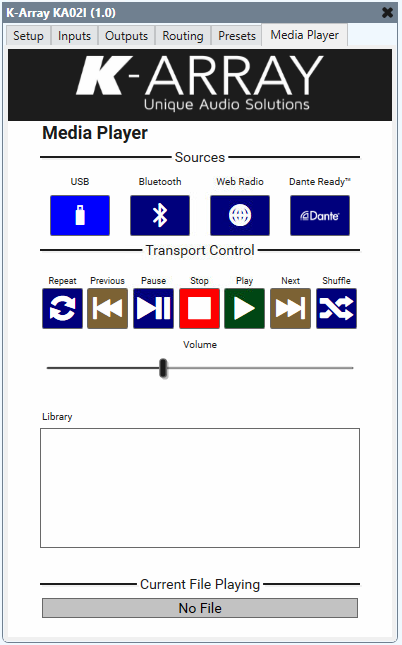 K-Array KA02I (1.0)
Setup Inputs Outputs Routing Presets Media Player
K-ARRAY
Unique Audio Solutions
Media Player
Sources
USB Bluetooth Web Radio Dante Ready™
Dante®
Transport Control
Repeat Previous Pause Stop Play Next Shuffle
Volume
Library
Current File Playing
No File